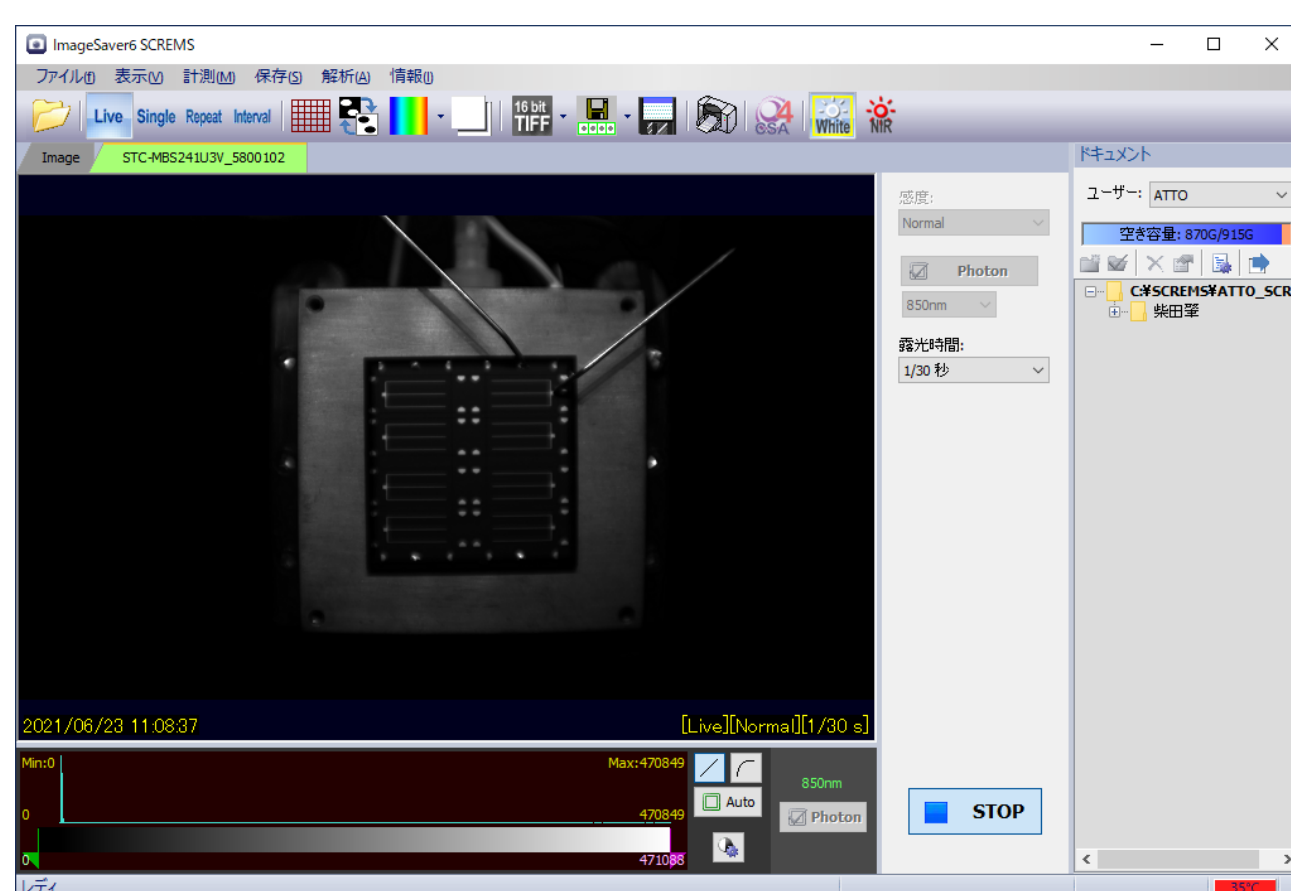 ImageSaver6 SCREMS
ファイル(f) 表示(V) 計測(M) 保存(S) 解析(A) 情報(I)
Live Single Repeat Interval 16 bit TIFF CSA White NIR
Image STC-MBS241U3V_5800102 ドキュメント
感度:
Normal
Photon
850nm
露光時間:
1/30 秒
ユーザー: ATTO
空き容量: 870G/915G
C:¥SCREMS¥ATTO_SCR
柴田肇
2021/06/23 11:08:37 [Live][Normal][1/30 s]
Min:0 Max:470849
0 470849
0 471088
Auto
850nm
Photon
STOP
レディ 35°C